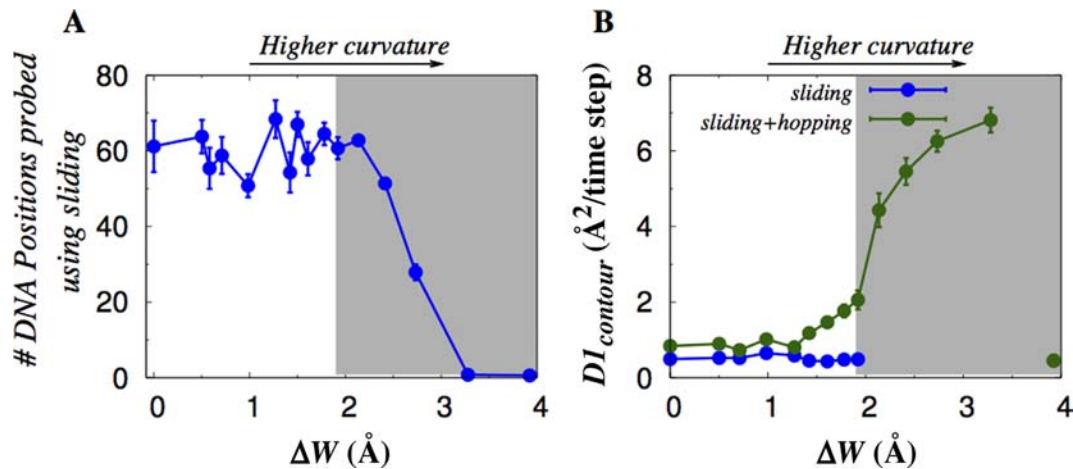 A
Higher curvature
# DNA Positions probed
using sliding
80
60
40
20
0
0 1 2 3 4
ΔW (Å)
B
Higher curvature
sliding
sliding+hopping
D1contour (Å2/time step)
8
6
4
2
0
0 1 2 3 4
ΔW (Å)